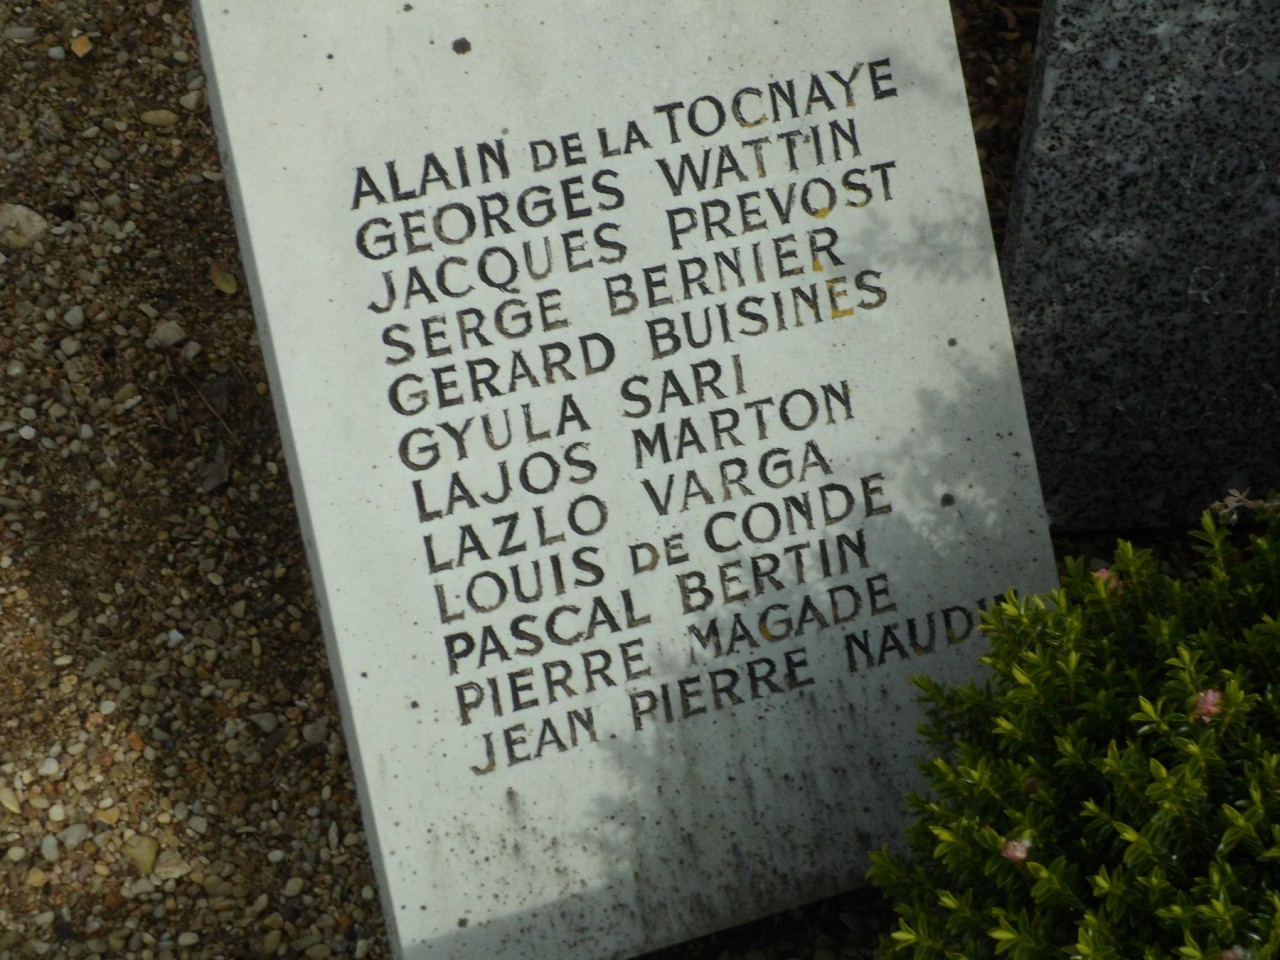 ALAIN DE LA TOCNAYE
GEORGES WATTIN
JACQUES PREVOST
SERGE BERNIER
GERARD BUISINES
GYULA SARI
LAJOS MARTON
LAZLO VARGA
LOUIS DE CONDE
PASCAL BERTIN
PIERRE MAGADE
JEAN PIERRE